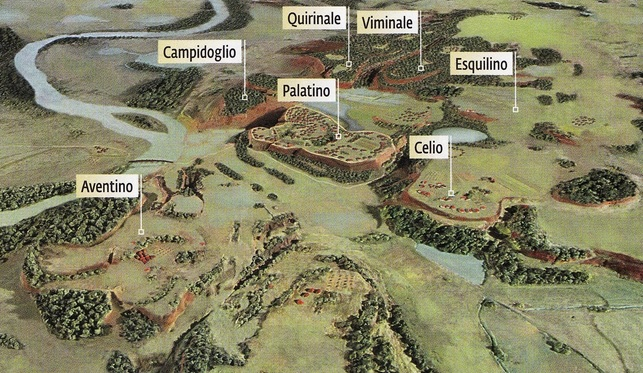 Quirinale
Viminale
Campidoglio
Esquilino
Palatino
Celio
Aventino